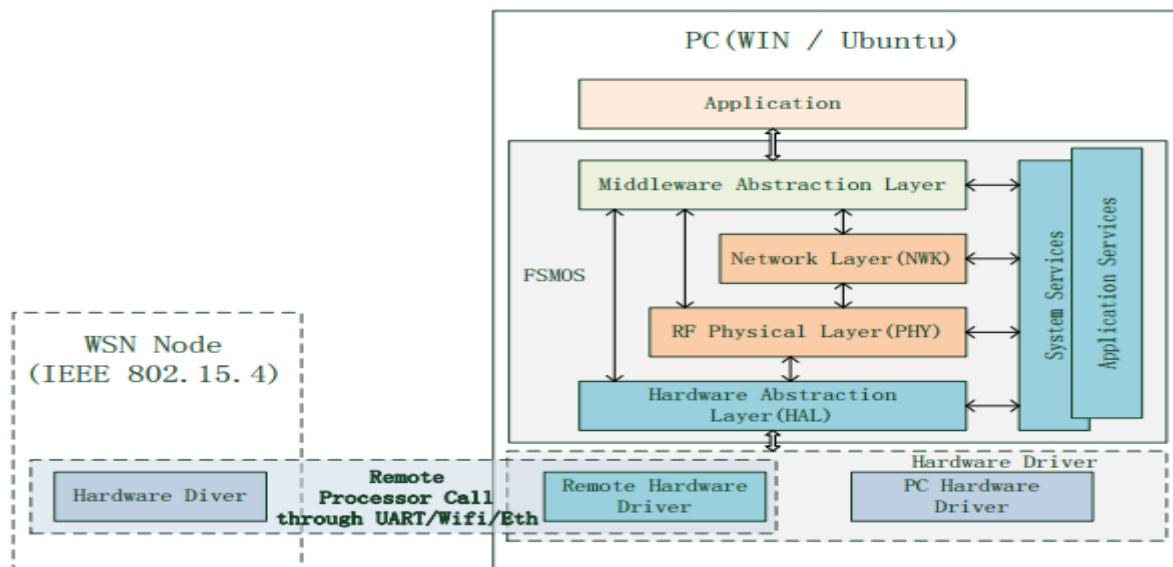 PC(WIN / Ubuntu)
Application
Middleware Abstraction Layer
Network Layer(NWK)
FSMOS
RF Physical Layer(PHY)
System Services
Application Services
Hardware Abstraction
Layer(HAL)
WSN Node
(IEEE 802.15.4)
Hardware Driver
Hardware Diver
Remote
Processor Call
through UART/Wifi/Eth
Remote Hardware
Driver
PC Hardware
Driver